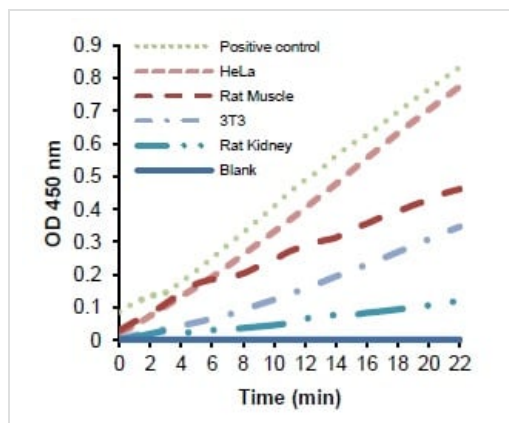 0.9
0.8
0.7
0.6
0.5
0.4
0.3
0.2
0.1
0
OD 450 nm
Positive control
HeLa
Rat Muscle
3T3
Rat Kidney
Blank
0 2 4 6 8 10 12 14 16 18 20 22
Time (min)